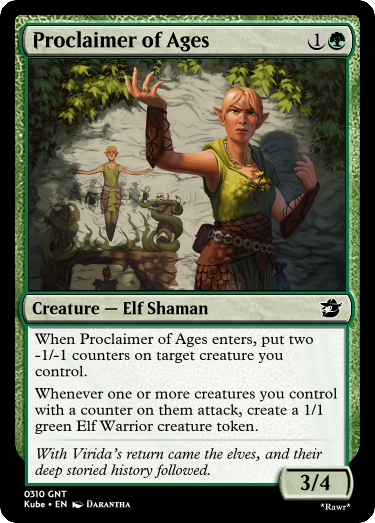 Proclaimer of Ages 1
Creature — Elf Shaman
When Proclaimer of Ages enters, put two
-1/-1 counters on target creature you
control.
Whenever one or more creatures you control
with a counter on them attack, create a 1/1
green Elf Warrior creature token.
With Virida's return came the elves, and their
deep storied history followed.
3/4
0310 GNT
Kube • EN Darantha
*Rawr*